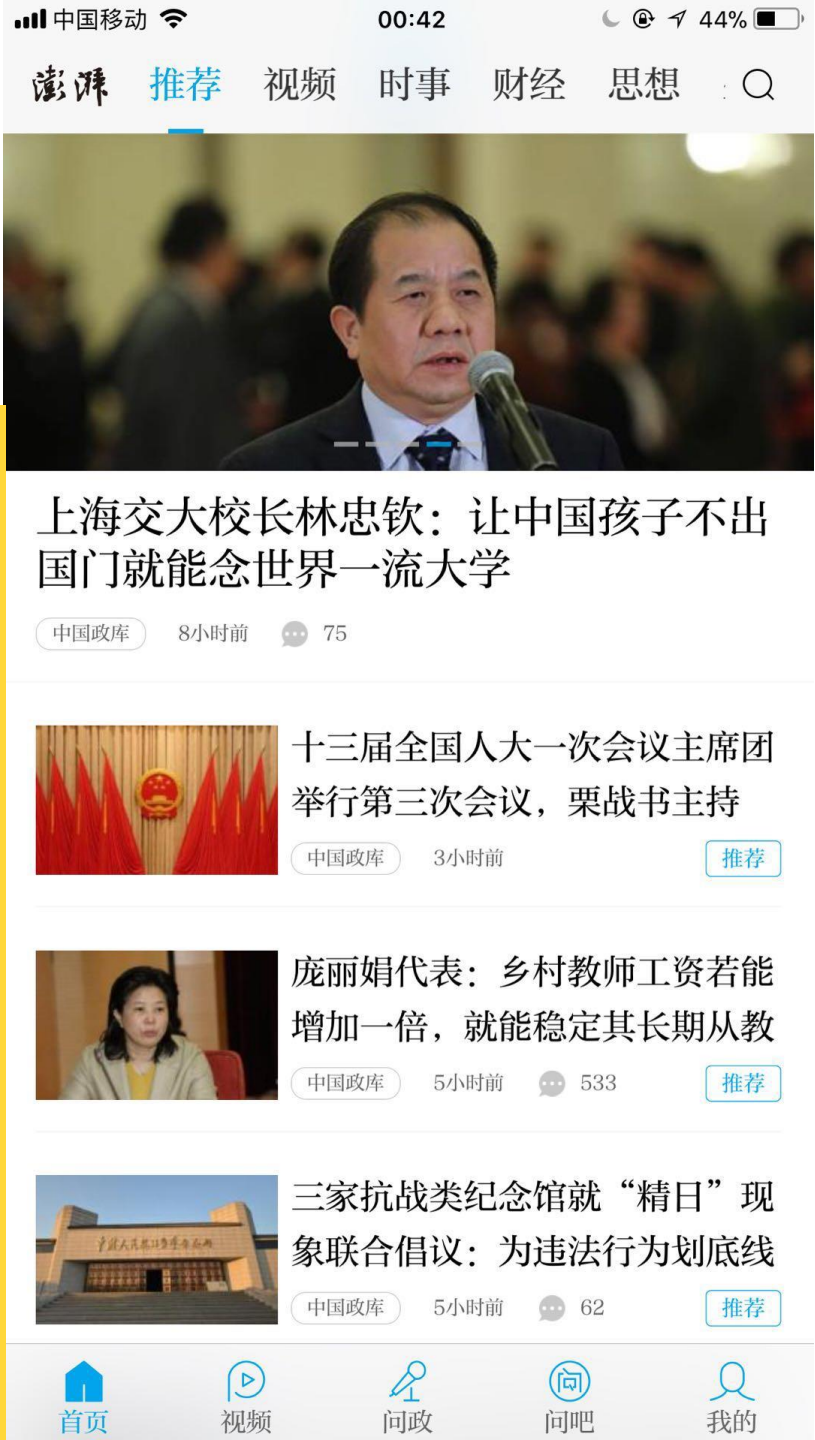 中国移动 00:42 44%
澎湃 推荐 视频 时事 财经 思想
上海交大校长林忠钦：让中国孩子不出
国门就能念世界一流大学
中国政库 8小时前 75
十三届全国人大一次会议主席团
举行第三次会议，栗战书主持
中国政库 3小时前 推荐
庞丽娟代表：乡村教师工资若能
增加一倍，就能稳定其长期从教
中国政库 5小时前 533 推荐
三家抗战类纪念馆就“精日”现
象联合倡议：为违法行为划底线
中国政库 5小时前 62 推荐
首页 视频 问政 问吧 我的